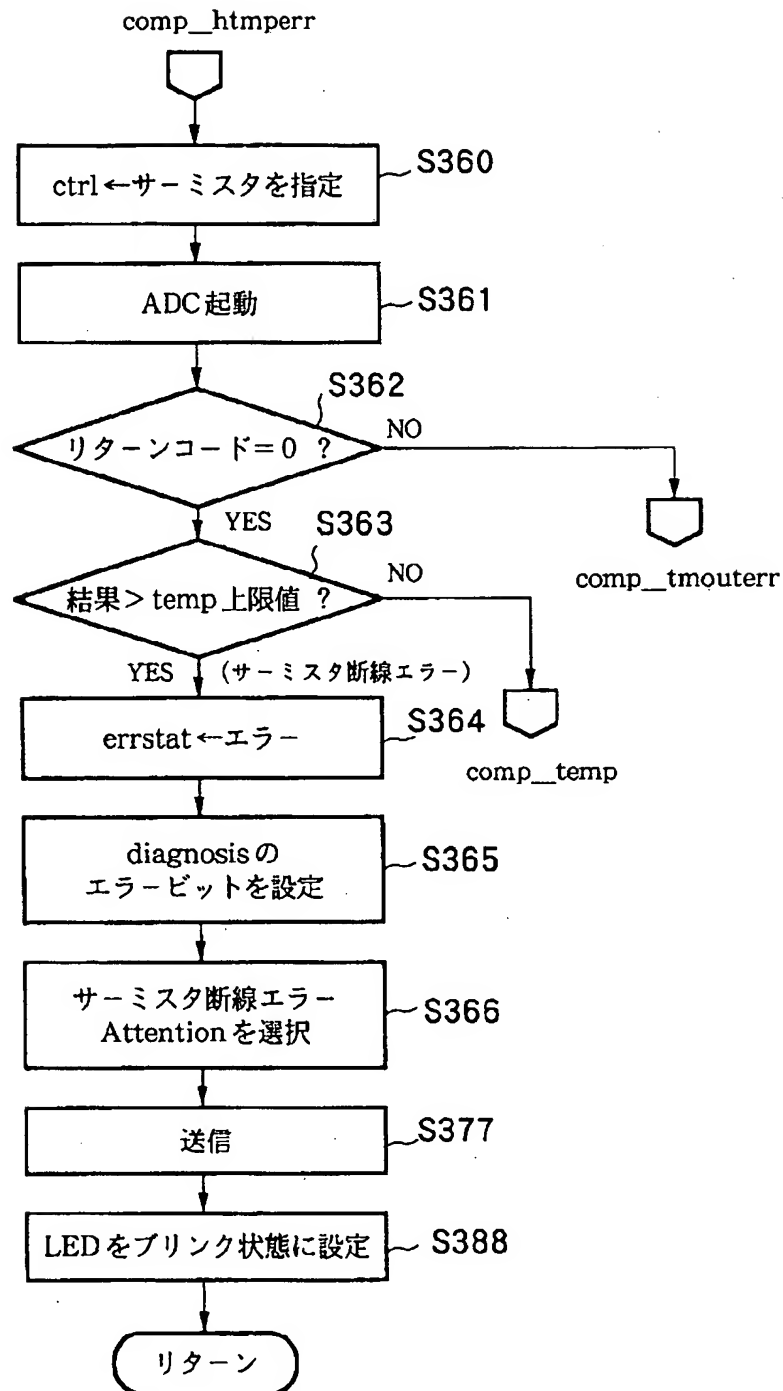 comp__htmperr
ctrl←サーミスタを指定
S360
ADC起動
S361
S362
リターンコード=0 ?
NO
YES
comp__tmouterr
S363
結果>temp上限値 ?
NO
YES (サーミスタ断線エラー)
comp__temp
errstat←エラー
S364
diagnosisの
エラービットを設定
S365
サーミスタ断線エラー
Attentionを選択
S366
送信
S377
LEDをブリンク状態に設定
S388
リターン